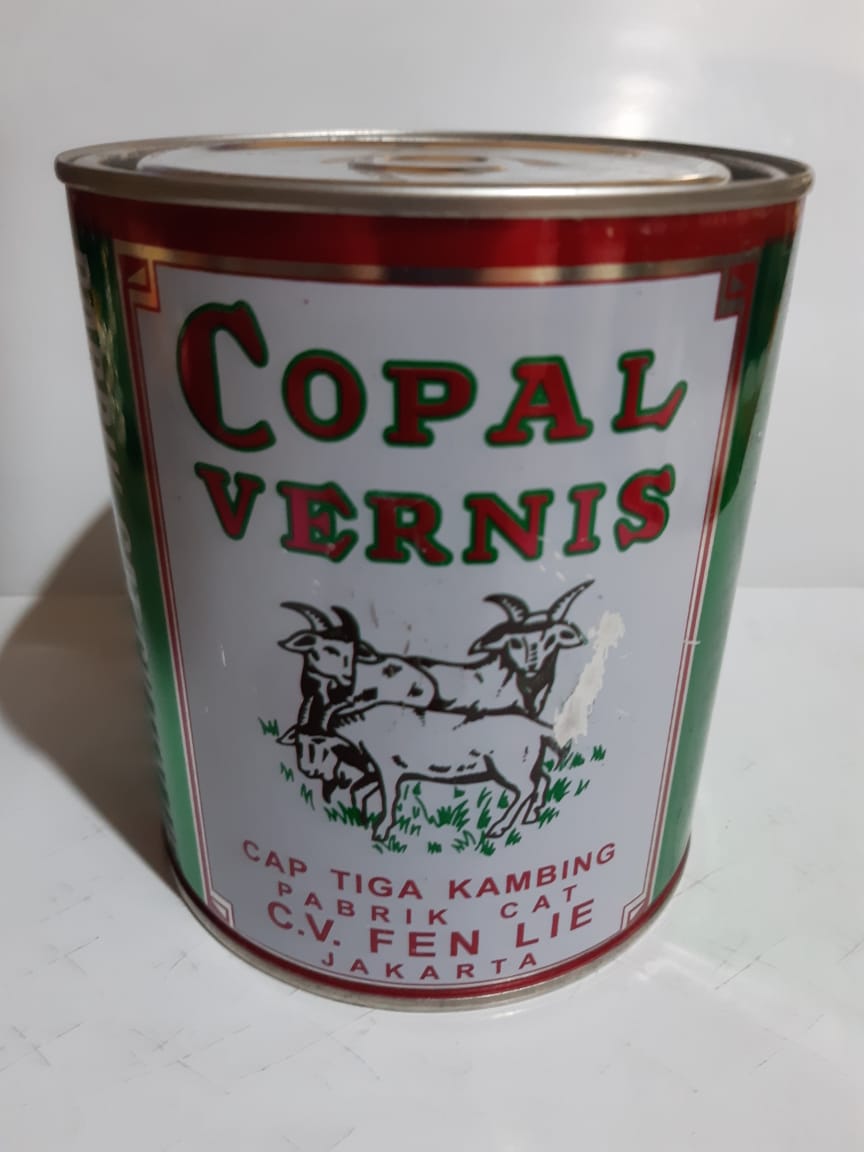 COPAL
VERNIS
CAP TIGA KAMBING
PABRIK CAT
C.V. FEN LIE
JAKARTA